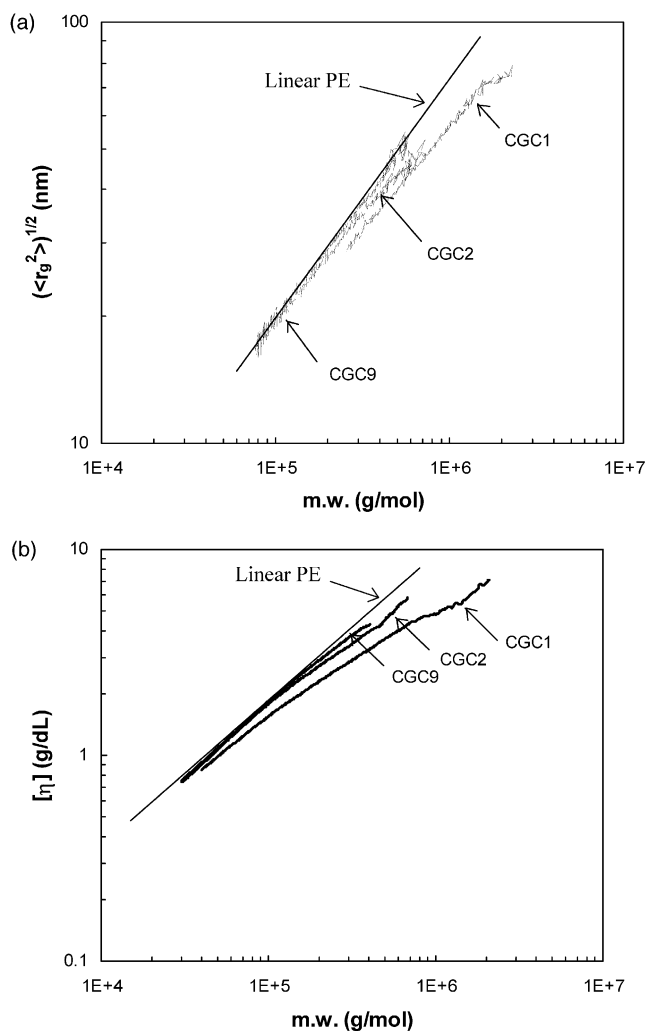 (a)
100
Linear PE
CGC1
(<rg2>)1/2 (nm)
CGC2
CGC9
10
1E+4 1E+5 1E+6 1E+7
m.w. (g/mol)
(b)
10
Linear PE
CGC1
CGC2
CGC9
[η] (g/dL)
1
0.1
1E+4 1E+5 1E+6 1E+7
m.w. (g/mol)